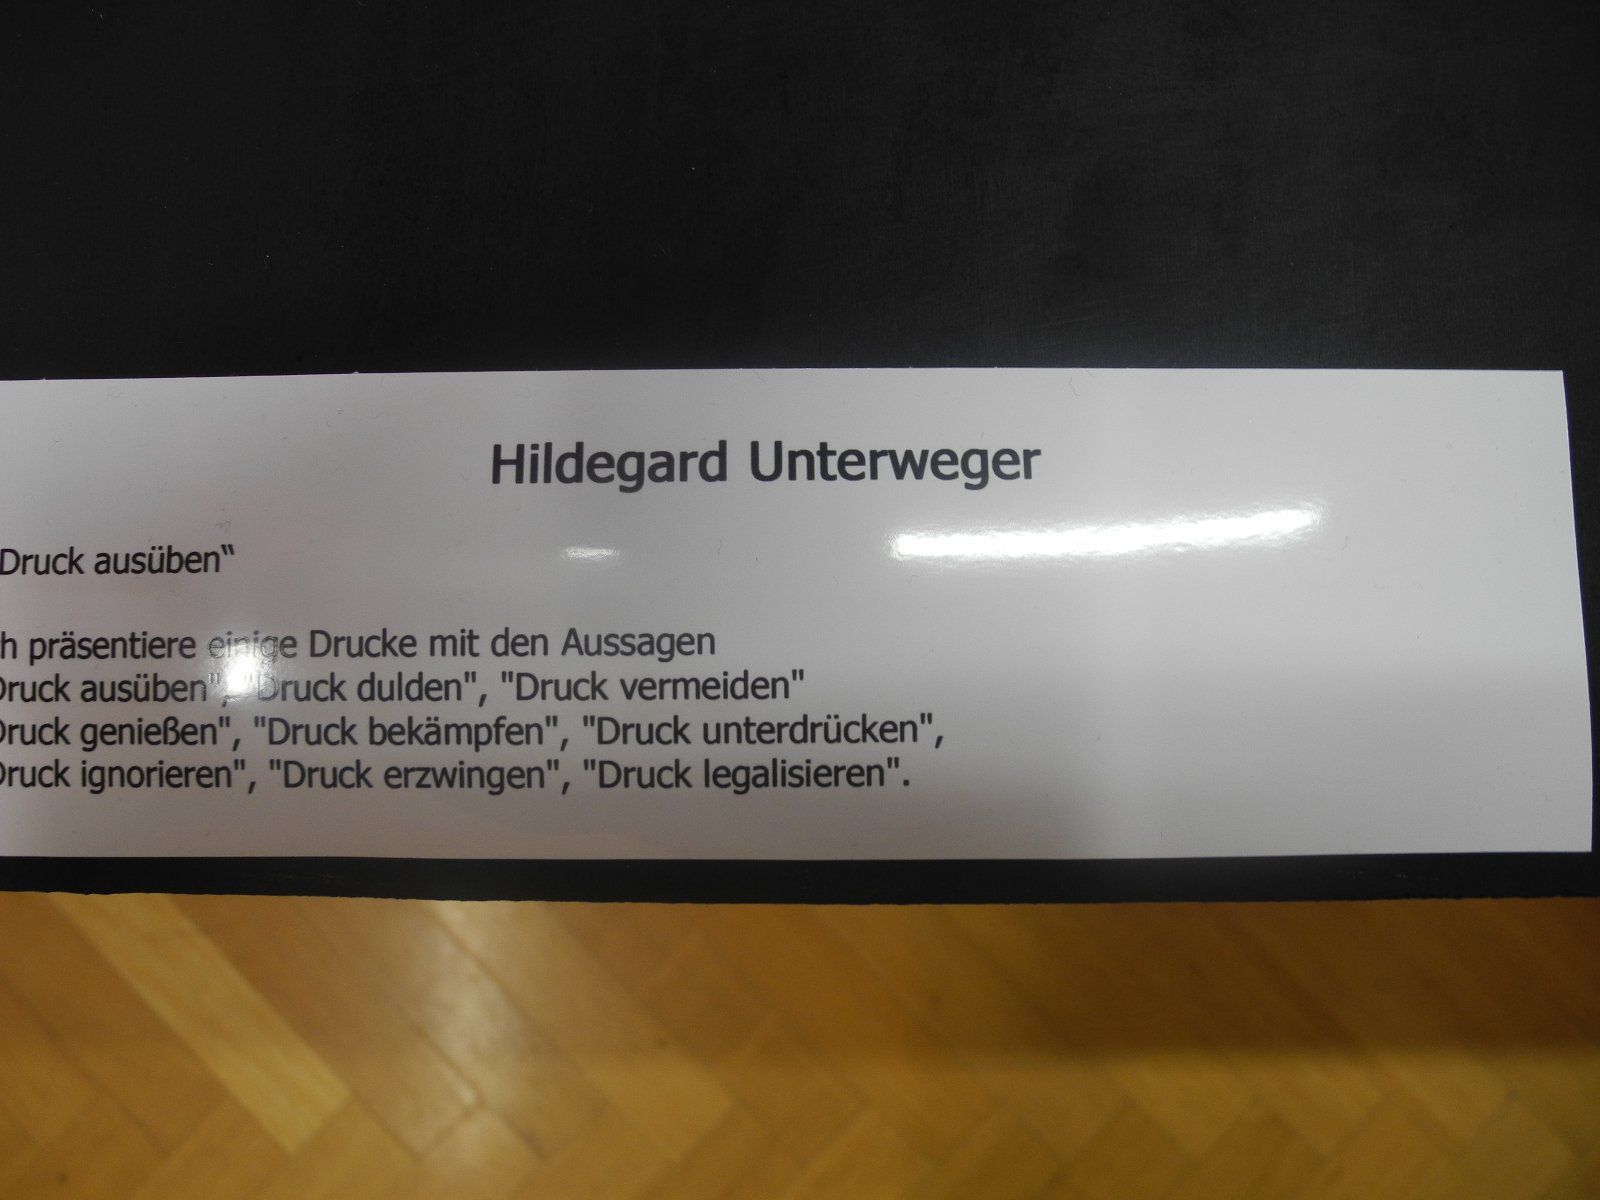 Hildegard Unterweger
Druck ausüben“
h präsentiere einige Drucke mit den Aussagen
Druck ausüben", "Druck dulden", "Druck vermeiden"
Druck genießen", "Druck bekämpfen", "Druck unterdrücken",
Druck ignorieren", "Druck erzwingen", "Druck legalisieren".